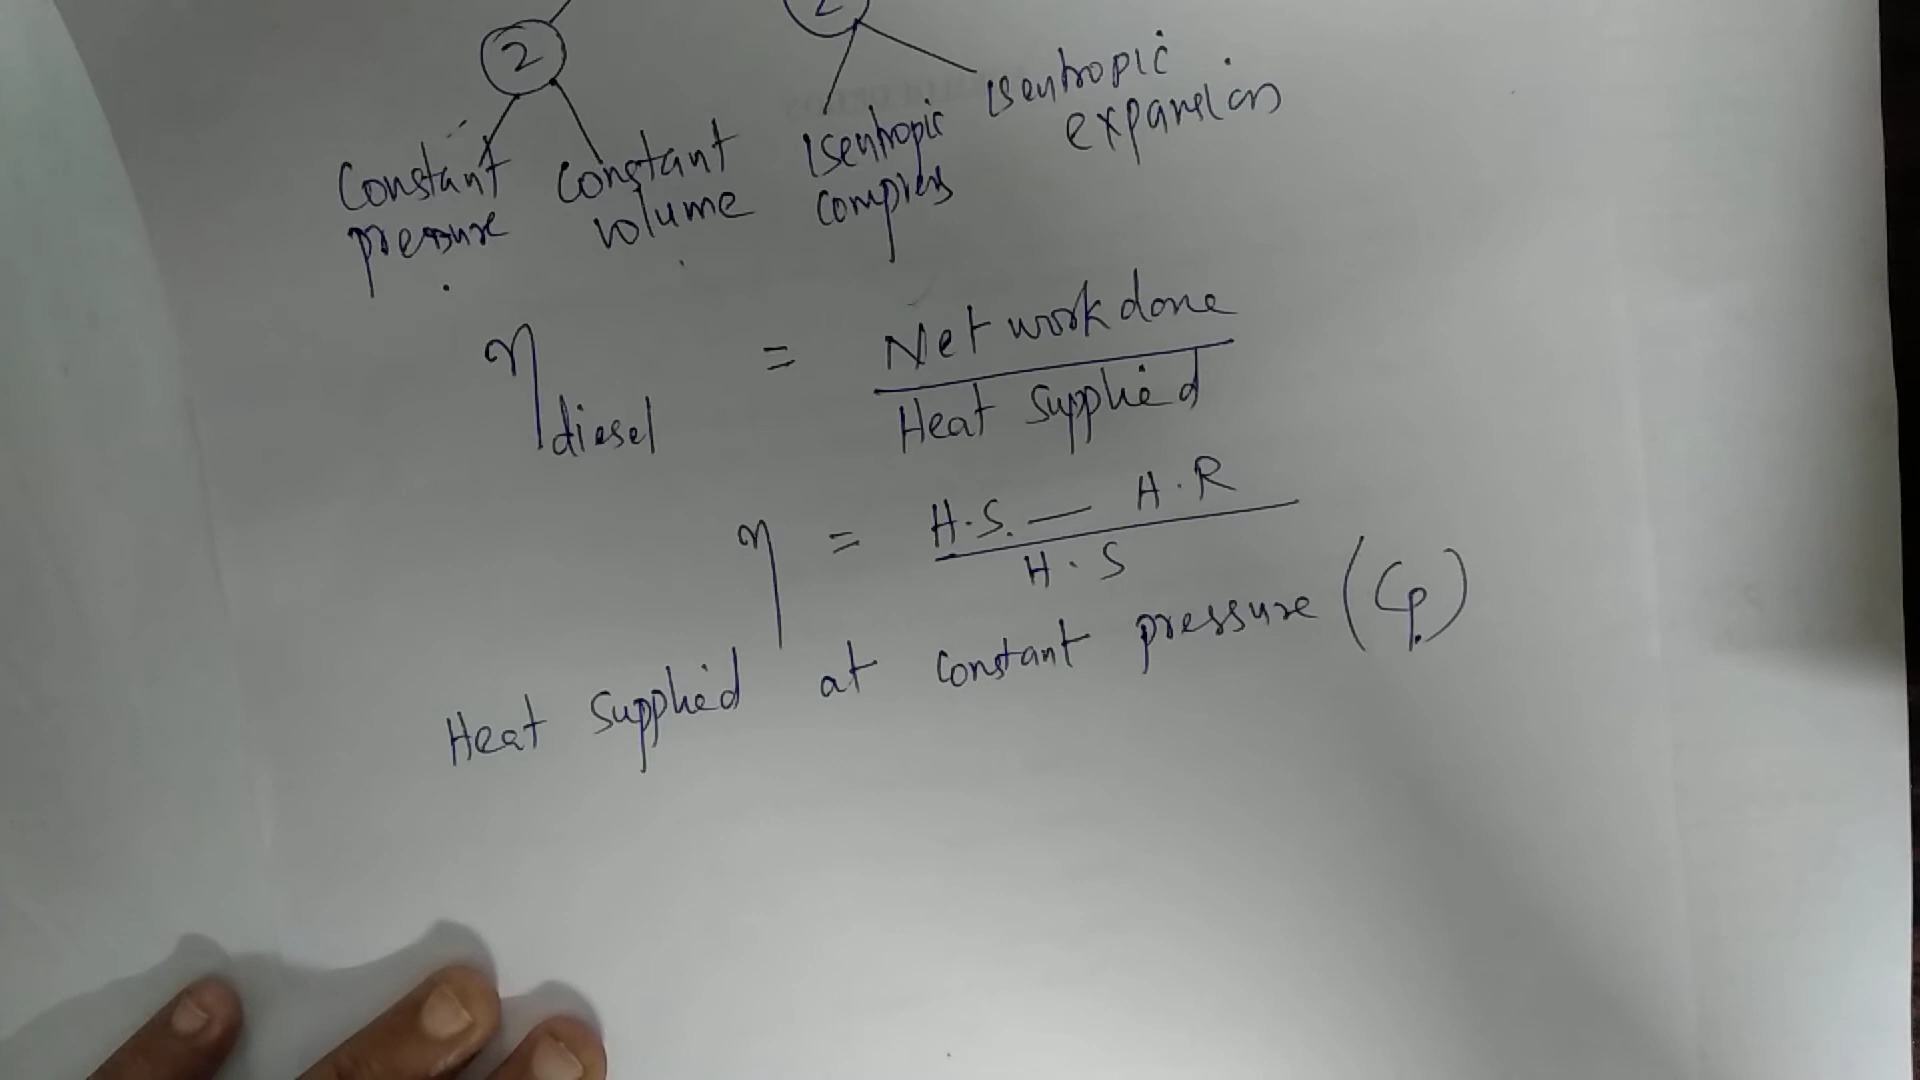 2 2
Isentropic
expansion
Constant constant Isentropic
pressure volume compres
η diesel = Net work done
Heat supplied
η = H.S. — H.R
H.S
Heat supplied at constant pressure (Cp)